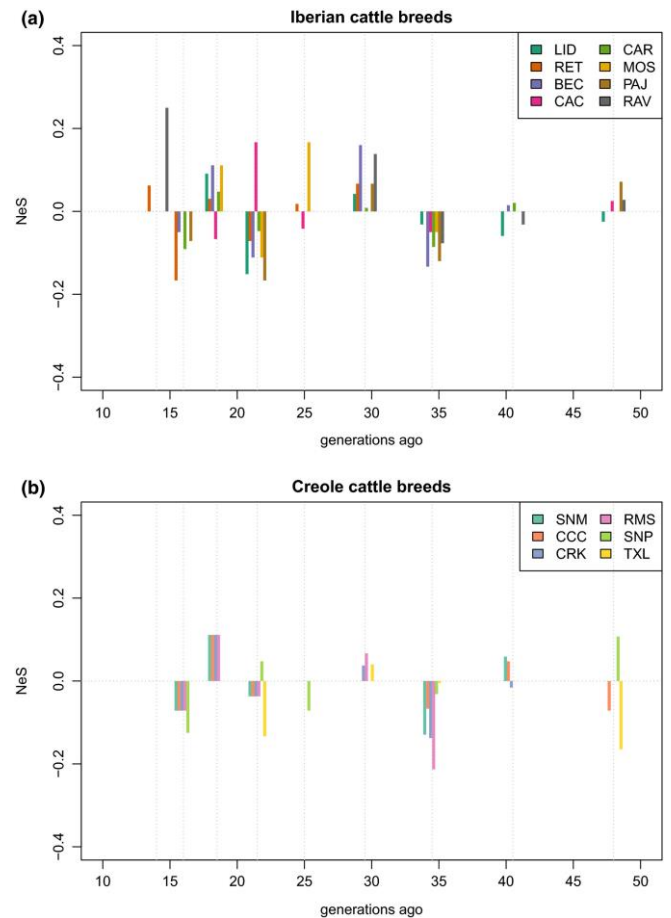 (a)
Iberian cattle breeds
LID CAR
RET MOS
BEC PAJ
CAC RAV
0.4
0.2
0.0
−0.2
−0.4
NeS
10 15 20 25 30 35 40 45 50
generations ago
(b)
Creole cattle breeds
SNM RMS
CCC SNP
CRK TXL
0.4
0.2
0.0
−0.2
−0.4
NeS
10 15 20 25 30 35 40 45 50
generations ago